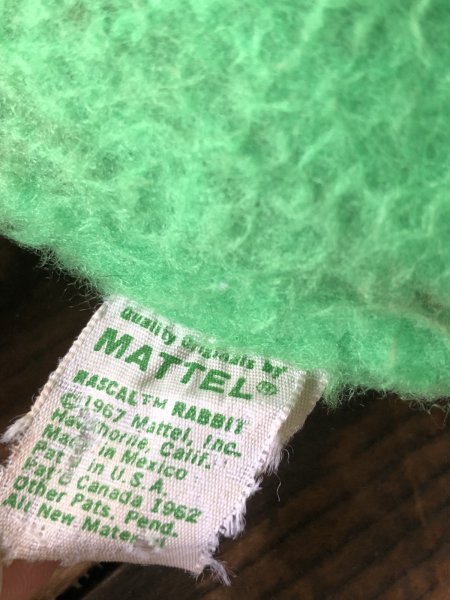 Quality Originals by
MATTEL®
RASCAL™ RABBIT
© 1967 Mattel, Inc.
Hawthorne, Calif.
Made in Mexico
Pat. in U.S.A.
Pat'd Canada 1962
Other Pats. Pend.
All New Mater